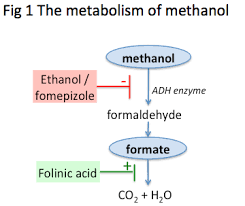 Fig 1 The metabolism of methanol
methanol
Ethanol /
fomepizole
-
ADH enzyme
formaldehyde
formate
Folinic acid
+
CO2 + H2O